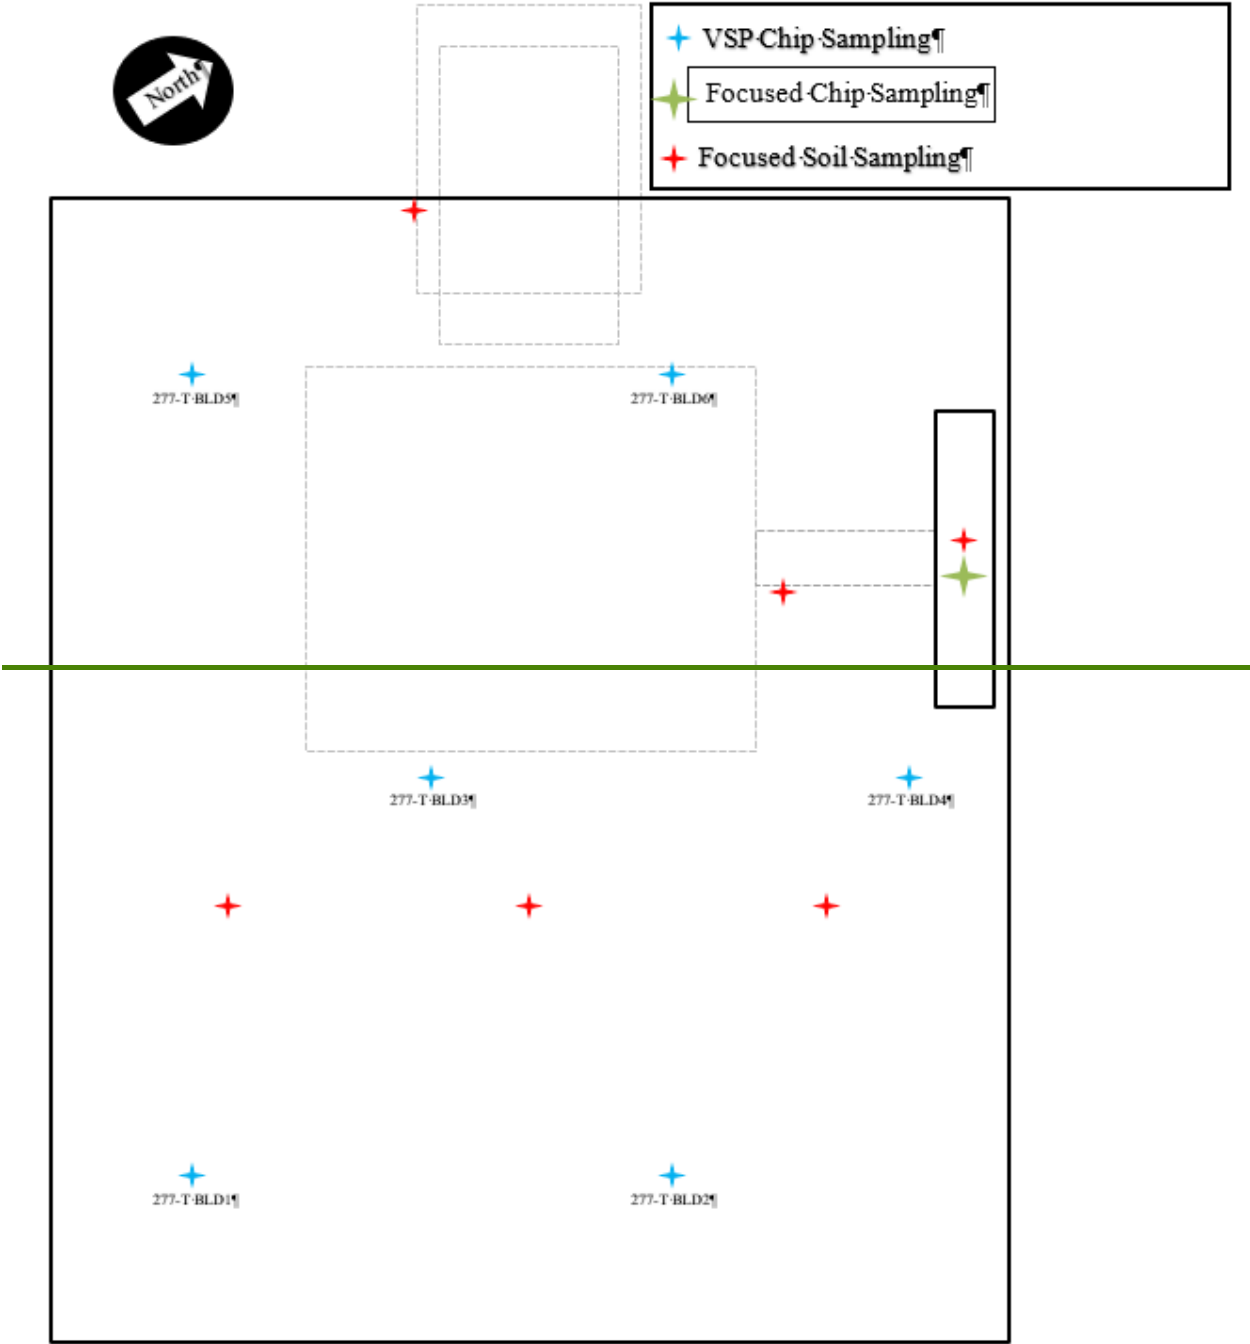 North¶
VSP·Chip·Sampling¶
Focused·Chip·Sampling¶
Focused·Soil·Sampling¶
277-T·BLD5¶
277-T·BLD6¶
277-T·BLD3¶
277-T·BLD4¶
277-T·BLD1¶
277-T·BLD2¶